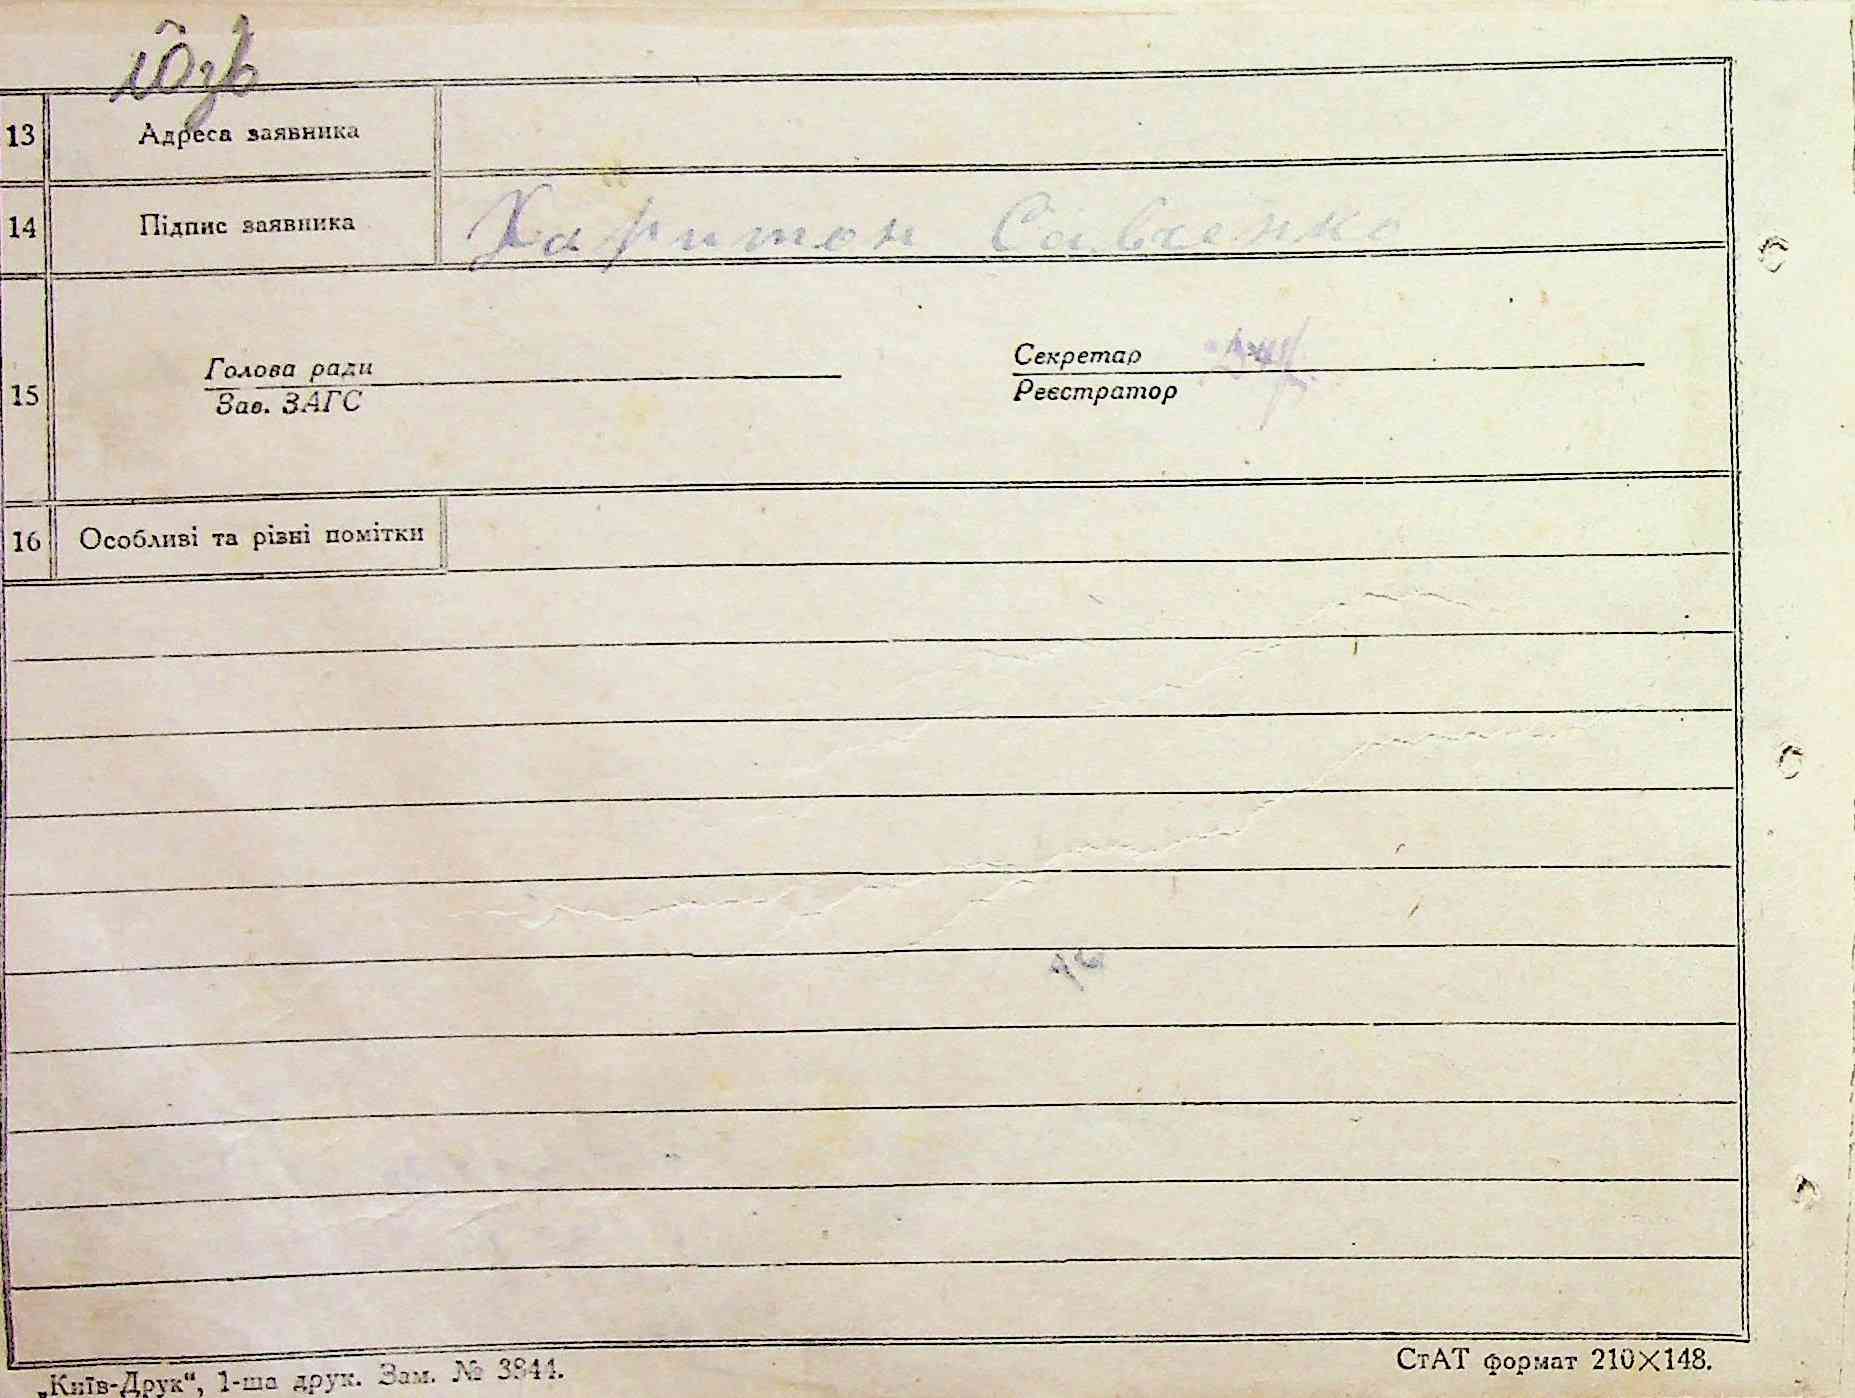 10зв
13 Адреса заявника
14 Підпис заявника Харитон Савченко
Голова ради Секретар
15
Зав. ЗАГС Реєстратор
16 Особливі та різні помітки
„Київ-Друк“, 1-ша друк. Зам. № 3844. СтАТ формат 210×148.